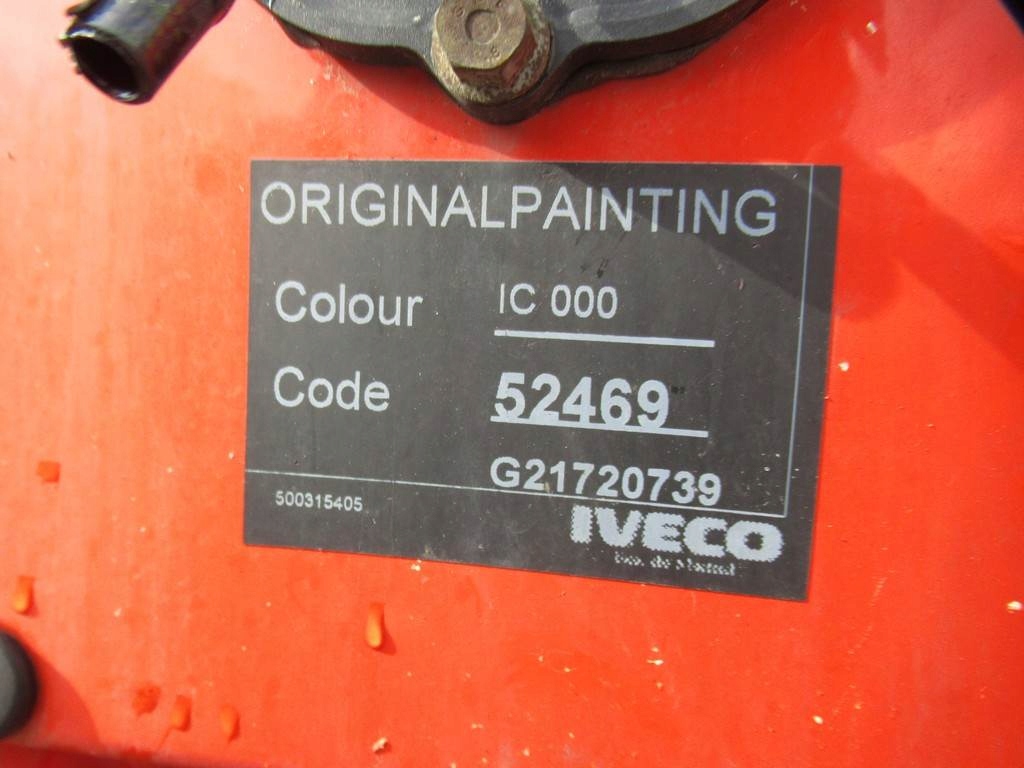 ORIGINALPAINTING
Colour IC 000
Code 52469
G21720739
500315405
IVECO